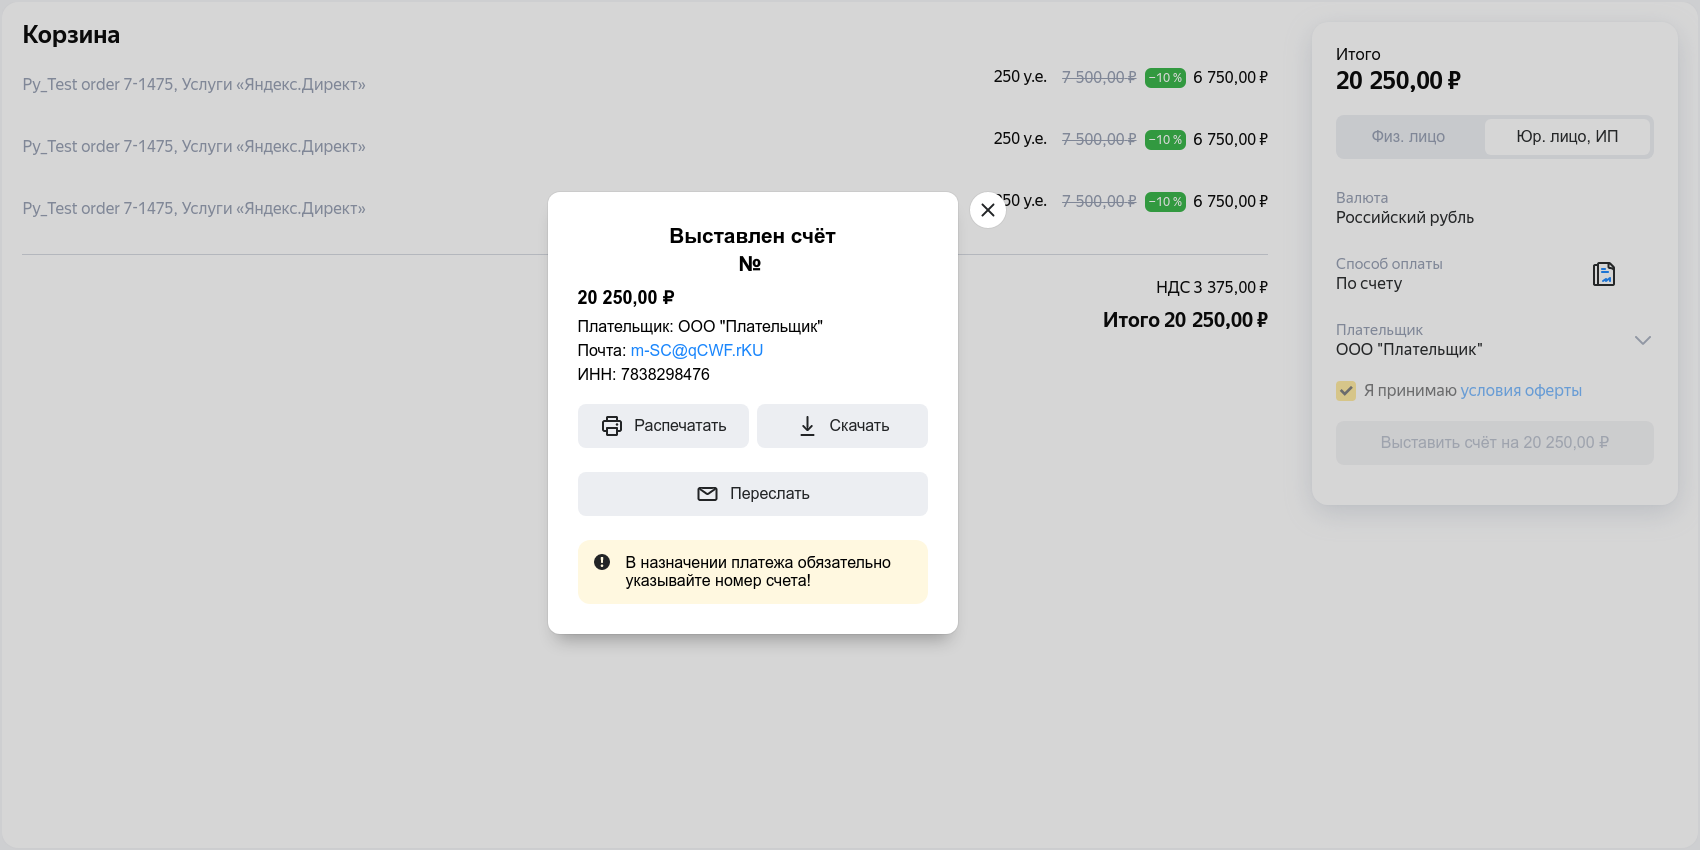 Корзина
Py_Test order 7-1475, Услуги «Яндекс.Директ»
250 у.е. 7 500,00 ₽ −10 % 6 750,00 ₽
Py_Test order 7-1475, Услуги «Яндекс.Директ»
250 у.е. 7 500,00 ₽ −10 % 6 750,00 ₽
Py_Test order 7-1475, Услуги «Яндекс.Директ»
50 у.е. 7 500,00 ₽ −10 % 6 750,00 ₽
НДС 3 375,00 ₽
Итого 20 250,00 ₽
Выставлен счёт
№
20 250,00 ₽
Плательщик: ООО "Плательщик"
Почта: m-SC@qCWF.rKU
ИНН: 7838298476
Распечатать
Скачать
Переслать
В назначении платежа обязательно
указывайте номер счета!
Итого
20 250,00 ₽
Физ. лицо
Юр. лицо, ИП
Валюта
Российский рубль
Способ оплаты
По счету
Плательщик
ООО "Плательщик"
Я принимаю условия оферты
Выставить счёт на 20 250,00 ₽